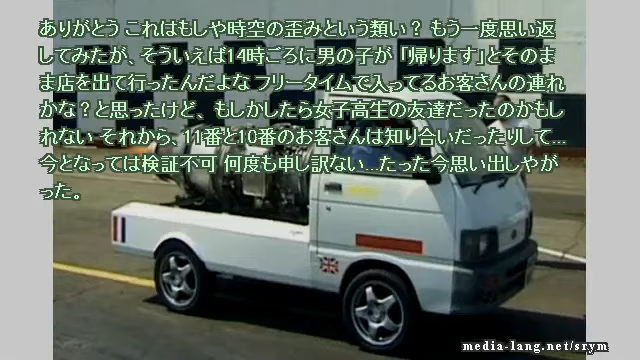 ありがとう これはもしや時空の歪みという類い？ もう一度思い返
してみたが、そういえば14時ごろに男の子が 「帰ります」とそのま
ま店を出て行ったんだよな フリータイムで入ってるお客さんの連れ
かな？と思ったけど、 もしかしたら女子高生の友達だったのかもし
れない それから、11番と10番のお客さんは知り合いだったりして…
今となっては検証不可 何度も申し訳ない…たった今思い出しやが
った。
media-lang.net/srym